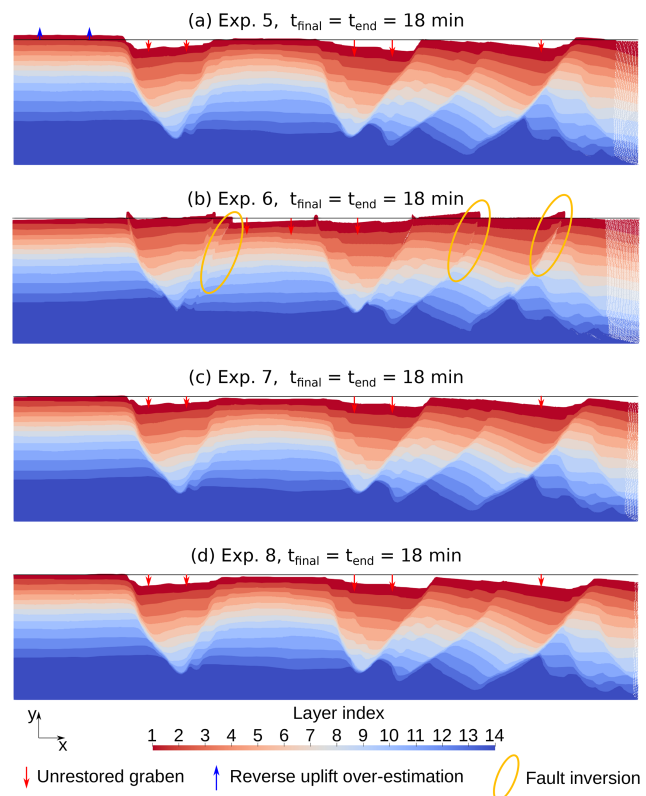 (a) Exp. 5, t_final = t_end = 18 min
(b) Exp. 6, t_final = t_end = 18 min
(c) Exp. 7, t_final = t_end = 18 min
(d) Exp. 8, t_final = t_end = 18 min
Layer index
1 2 3 4 5 6 7 8 9 10 11 12 13 14
y
x
Unrestored graben
Reverse uplift over-estimation
Fault inversion